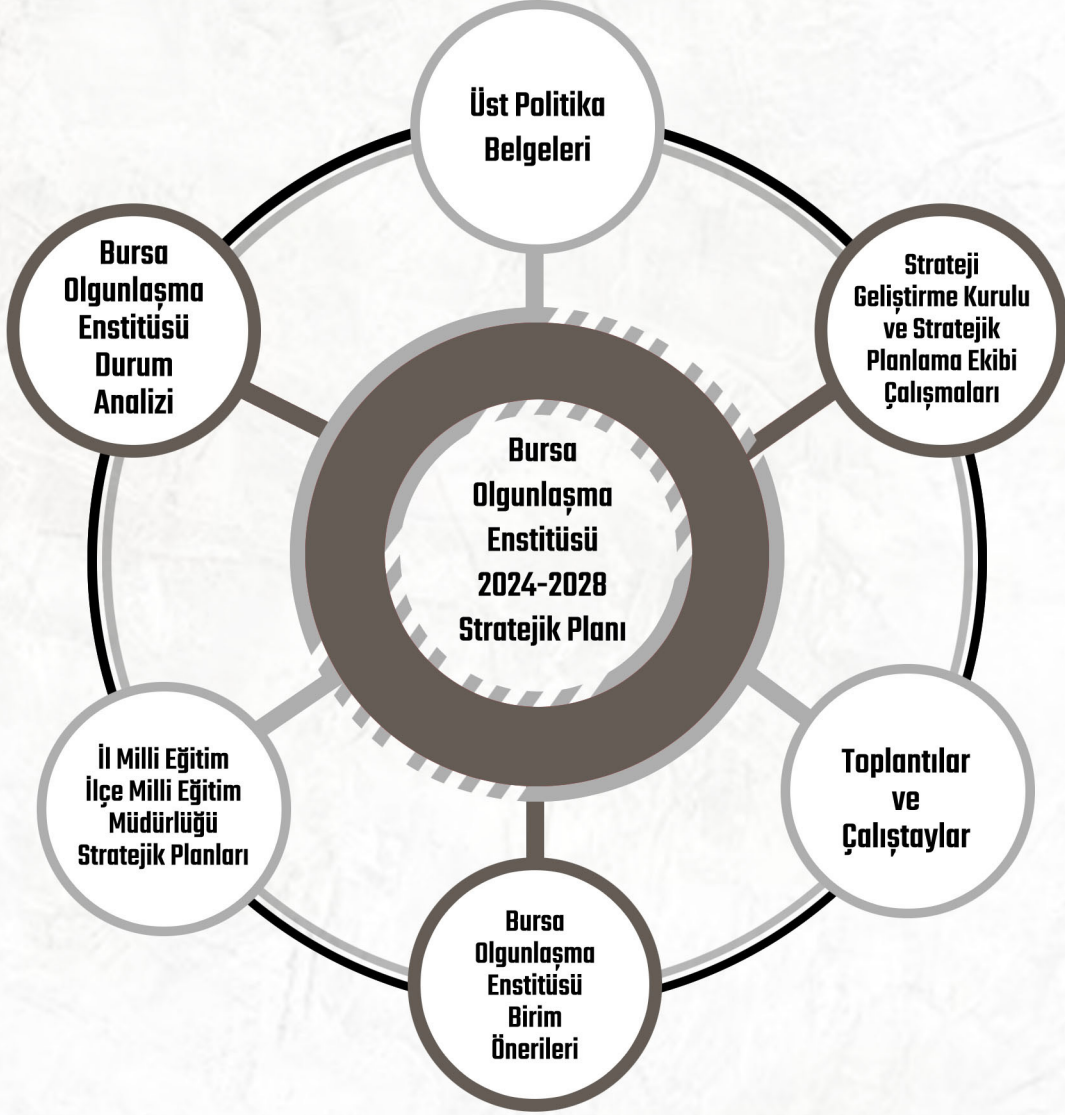 Üst Politika
Belgeleri
Bursa
Olgunlaşma
Enstitüsü
Durum
Analizi
Strateji
Geliştirme Kurulu
ve Stratejik
Planlama Ekibi
Çalışmaları
Bursa
Olgunlaşma
Enstitüsü
2024-2028
Stratejik Planı
İl Milli Eğitim
İlçe Milli Eğitim
Müdürlüğü
Stratejik Planları
Toplantılar
ve
Çalıştaylar
Bursa
Olgunlaşma
Enstitüsü
Birim
Önerileri